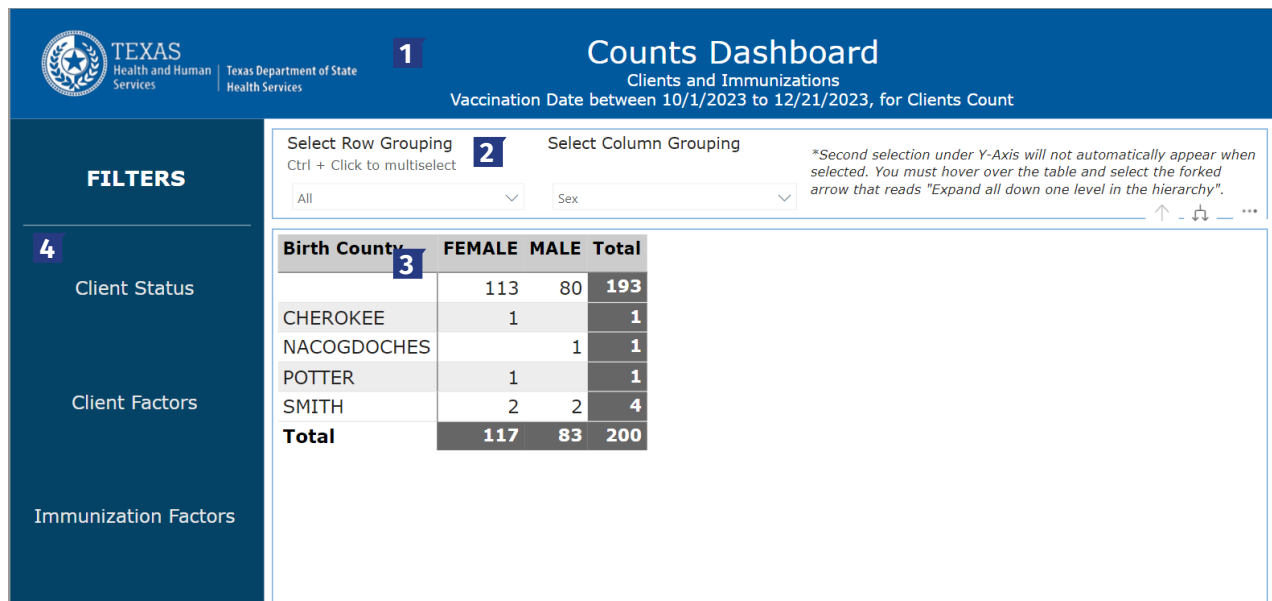 TEXAS
Health and Human
Services
Texas Department of State
Health Services
1
Counts Dashboard
Clients and Immunizations
Vaccination Date between 10/1/2023 to 12/21/2023, for Clients Count
FILTERS
4
Client Status
Client Factors
Immunization Factors
Select Row Grouping
Ctrl + Click to multiselect
2
All
Select Column Grouping
Sex
*Second selection under Y-Axis will not automatically appear when
selected. You must hover over the table and select the forked
arrow that reads "Expand all down one level in the hierarchy".
Birth County FEMALE MALE Total
3
113 80 193
CHEROKEE 1 1
NACOGDOCHES 1 1
POTTER 1 1
SMITH 2 2 4
Total 117 83 200